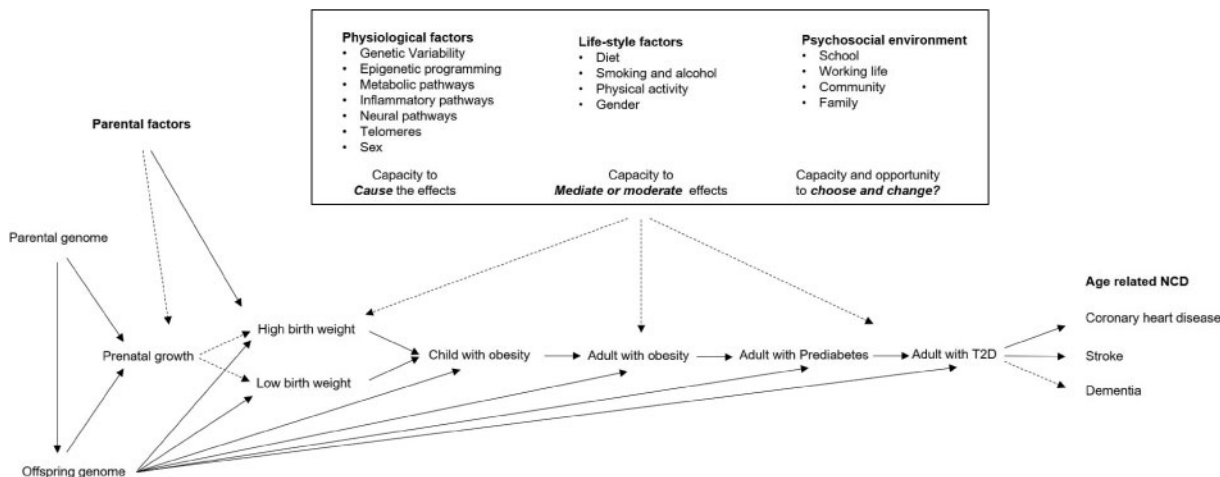 Physiological factors
• Genetic Variability
• Epigenetic programming
• Metabolic pathways
• Inflammatory pathways
• Neural pathways
• Telomeres
• Sex
Capacity to
Cause the effects
Life-style factors
• Diet
• Smoking and alcohol
• Physical activity
• Gender
Capacity to
Mediate or moderate effects
Psychosocial environment
• School
• Working life
• Community
• Family
Capacity and opportunity
to choose and change?
Parental factors
Parental genome
Prenatal growth
Offspring genome
High birth weight
Low birth weight
Child with obesity
Adult with obesity
Adult with Prediabetes
Adult with T2D
Age related NCD
Coronary heart disease
Stroke
Dementia